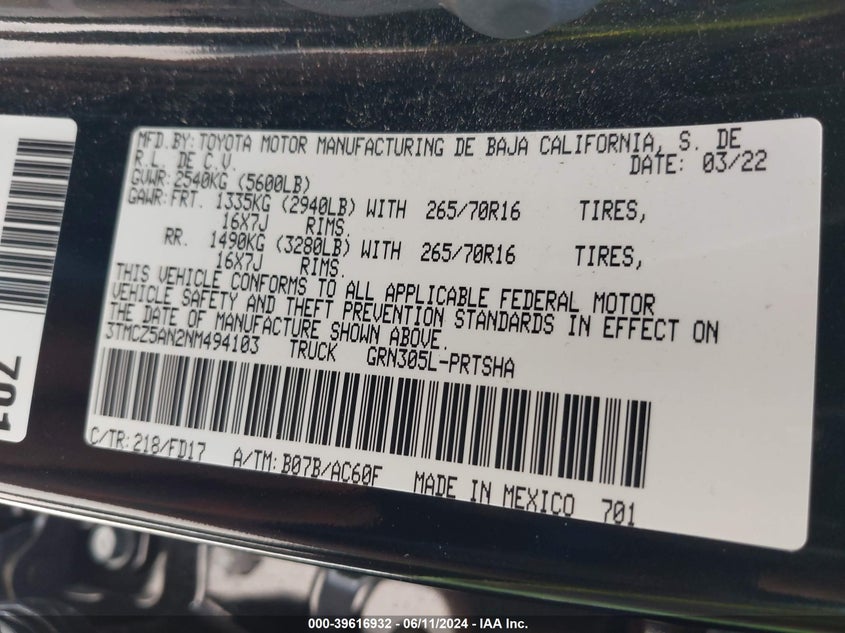 MFD.BY:TOYOTA MOTOR MANUFACTURING DE BAJA CALIFORNIA, S. DE
R.L. DE C.V. DATE: 03/22
GVWR:2540KG (5600LB)
GAWR:FRT. 1335KG (2940LB) WITH 265/70R16 TIRES,
16X7J RIMS.
RR. 1490KG (3280LB) WITH 265/70R16 TIRES,
16X7J RIMS.
THIS VEHICLE CONFORMS TO ALL APPLICABLE FEDERAL MOTOR
VEHICLE SAFETY AND THEFT PREVENTION STANDARDS IN EFFECT ON
THE DATE OF MANUFACTURE SHOWN ABOVE.
3TMCZ5AN2NM494103 TRUCK GRN305L-PRTSHA
C/TR:218/FD17 A/TM:B07B/AC60F MADE IN MEXICO 701
701
000-39616932 - 06/11/2024 - IAA Inc.